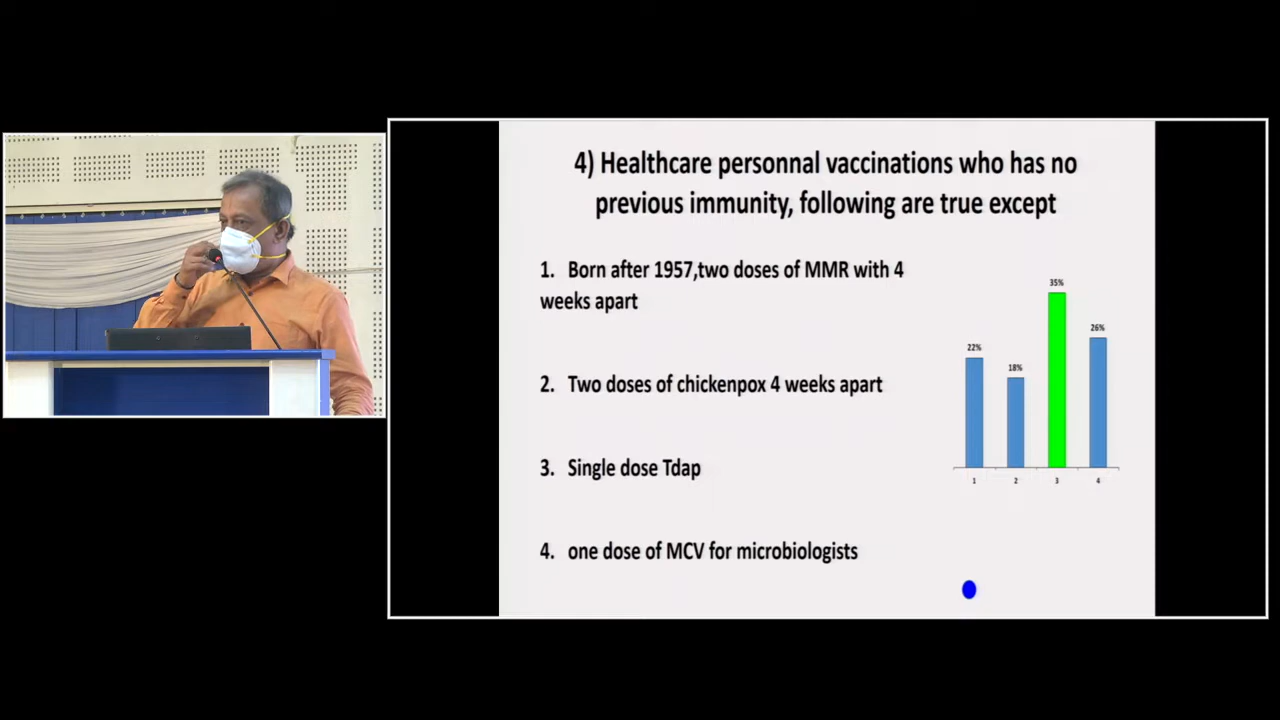 4) Healthcare personnal vaccinations who has no
previous immunity, following are true except
1. Born after 1957,two doses of MMR with 4
weeks apart
2. Two doses of chickenpox 4 weeks apart
3. Single dose Tdap
4. one dose of MCV for microbiologists
22%
18%
35%
26%
1
2
3
4